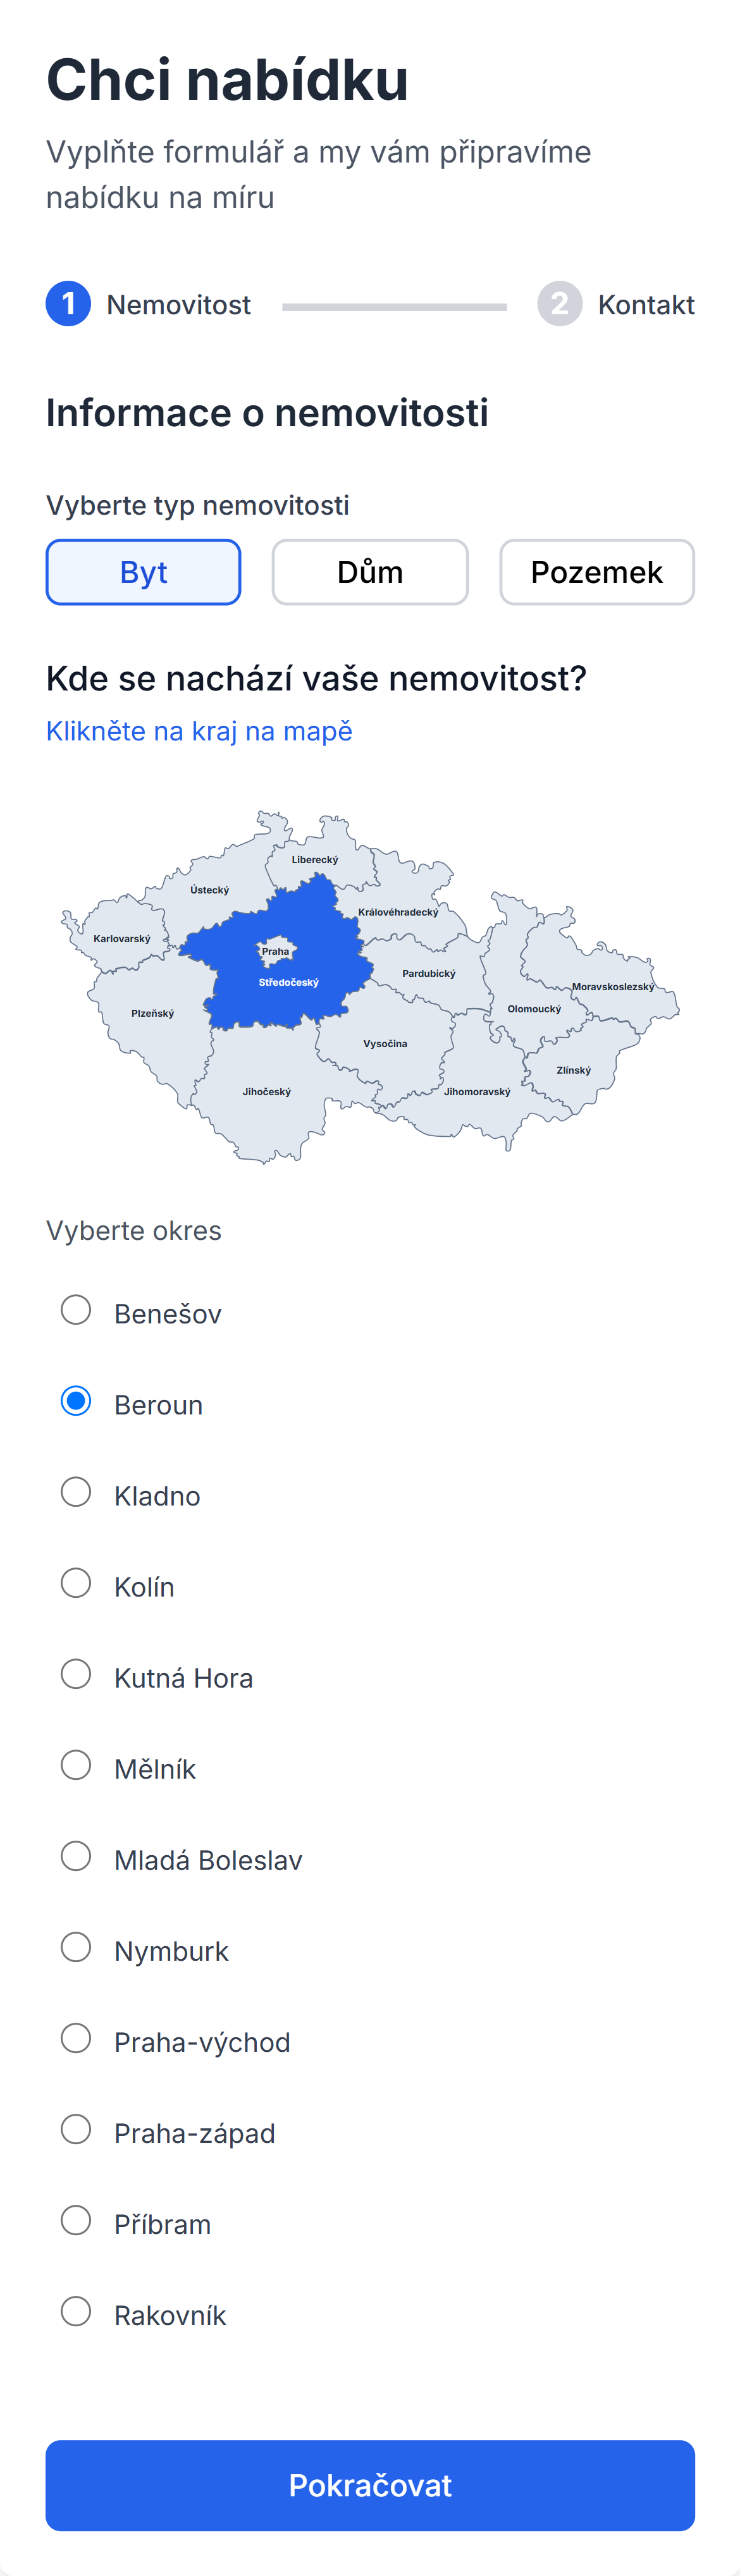 Chci nabídku
Vyplňte formulář a my vám připravíme
nabídku na míru
1 Nemovitost
2 Kontakt
Informace o nemovitosti
Vyberte typ nemovitosti
Byt
Dům
Pozemek
Kde se nachází vaše nemovitost?
Klikněte na kraj na mapě
Liberecký
Ústecký
Královéhradecký
Karlovarský
Praha
Pardubický
Středočeský
Moravskoslezský
Olomoucký
Plzeňský
Vysočina
Zlínský
Jihočeský
Jihomoravský
Vyberte okres
Benešov
Beroun
Kladno
Kolín
Kutná Hora
Mělník
Mladá Boleslav
Nymburk
Praha-východ
Praha-západ
Příbram
Rakovník
Pokračovat